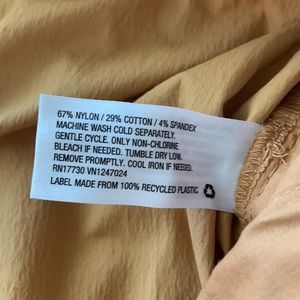 67% NYLON / 29% COTTON / 4% SPANDEX
MACHINE WASH COLD SEPARATELY.
GENTLE CYCLE. ONLY NON-CHLORINE
BLEACH IF NEEDED. TUMBLE DRY LOW.
REMOVE PROMPTLY. COOL IRON IF NEEDED.
RN17730 VN1247024
LABEL MADE FROM 100% RECYCLED PLASTIC